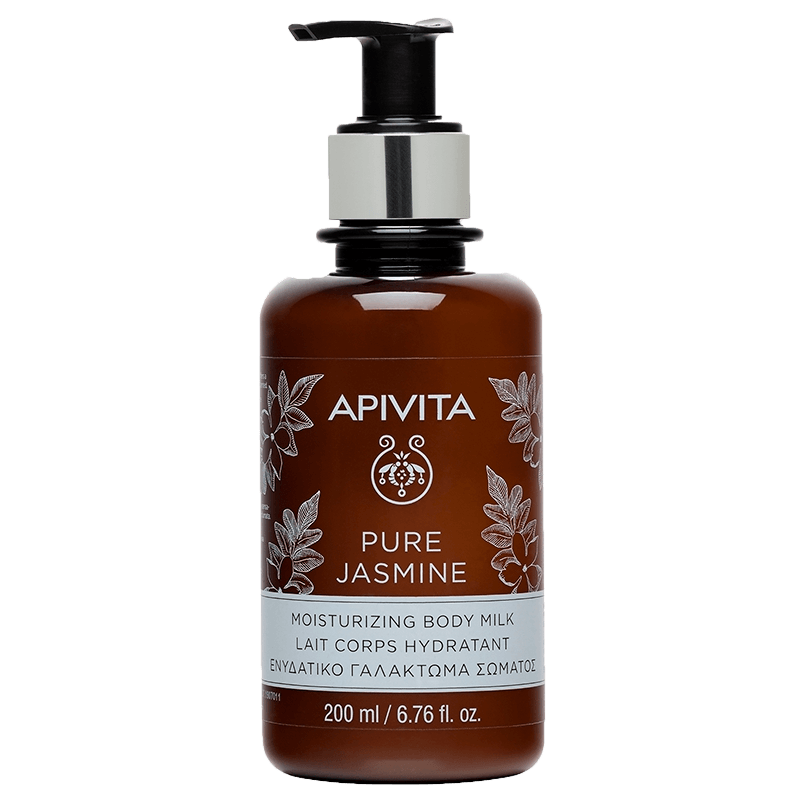 APIVITA
PURE
JASMINE
MOISTURIZING BODY MILK
LAIT CORPS HYDRATANT
ΕΝΥΔΑΤΙΚΟ ΓΑΛΑΚΤΩΜΑ ΣΩΜΑΤΟΣ
200 ml / 6.76 fl. oz.